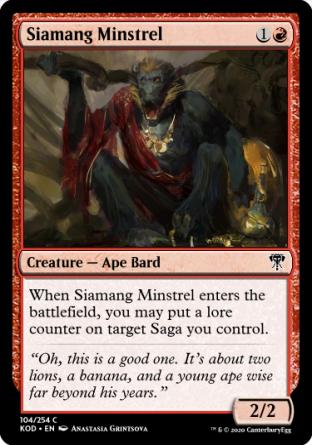 Siamang Minstrel 1
Creature — Ape Bard
When Siamang Minstrel enters the
battlefield, you may put a lore
counter on target Saga you control.
“Oh, this is a good one. It’s about two
lions, a banana, and a young ape wise
far beyond his years.”
2/2
104/254 C
KOD • EN Anastasia Grintsova
™ & © 2020 CanterburyEgg